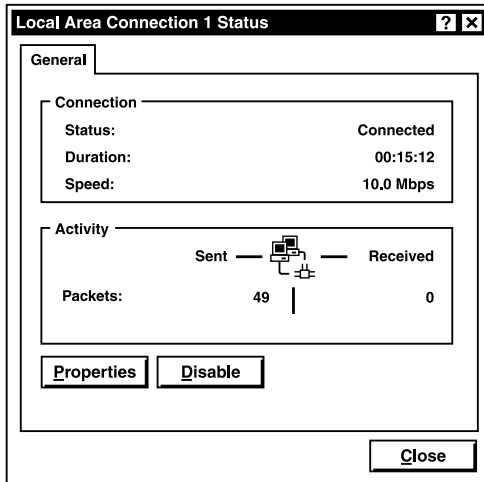 Local Area Connection 1 Status ? X
General
Connection
Status: Connected
Duration: 00:15:12
Speed: 10.0 Mbps
Activity
Sent Received
Packets: 49 0
Properties Disable
Close